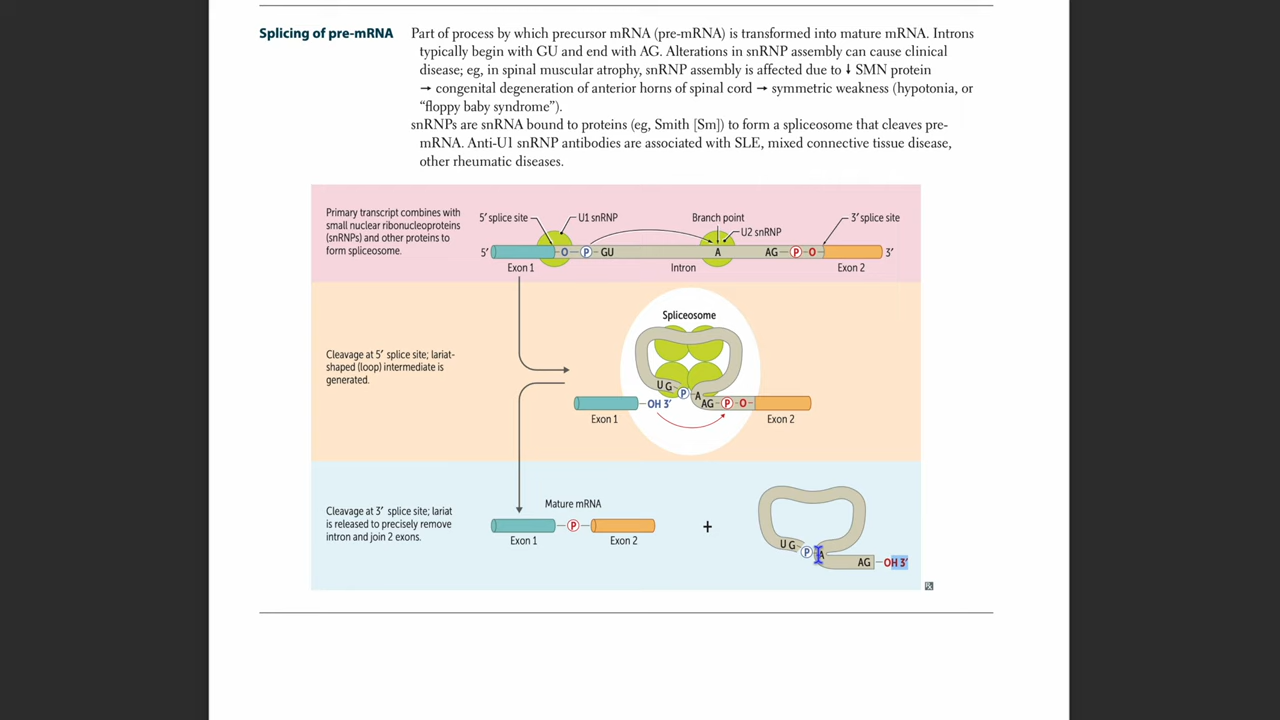 Splicing of pre-mRNA
Part of process by which precursor mRNA (pre-mRNA) is transformed into mature mRNA. Introns
typically begin with GU and end with AG. Alterations in snRNP assembly can cause clinical
disease; eg, in spinal muscular atrophy, snRNP assembly is affected due to ↓ SMN protein
→ congenital degeneration of anterior horns of spinal cord → symmetric weakness (hypotonia, or
“floppy baby syndrome”).
snRNPs are snRNA bound to proteins (eg, Smith [Sm]) to form a spliceosome that cleaves pre-
mRNA. Anti-U1 snRNP antibodies are associated with SLE, mixed connective tissue disease,
other rheumatic diseases.
Primary transcript combines with
small nuclear ribonucleoproteins
(snRNPs) and other proteins to
form spliceosome.
5′ splice site
U1 snRNP
Branch point
U2 snRNP
3′ splice site
5′
O P GU
A
AG P O
3′
Exon 1
Intron
Exon 2
Cleavage at 5′ splice site; lariat-
shaped (loop) intermediate is
generated.
Spliceosome
U G P A
OH 3′
AG P O
Exon 1
Exon 2
Cleavage at 3′ splice site; lariat
is released to precisely remove
intron and join 2 exons.
Mature mRNA
P
Exon 1
Exon 2
+
U G P A
AG OH 3′